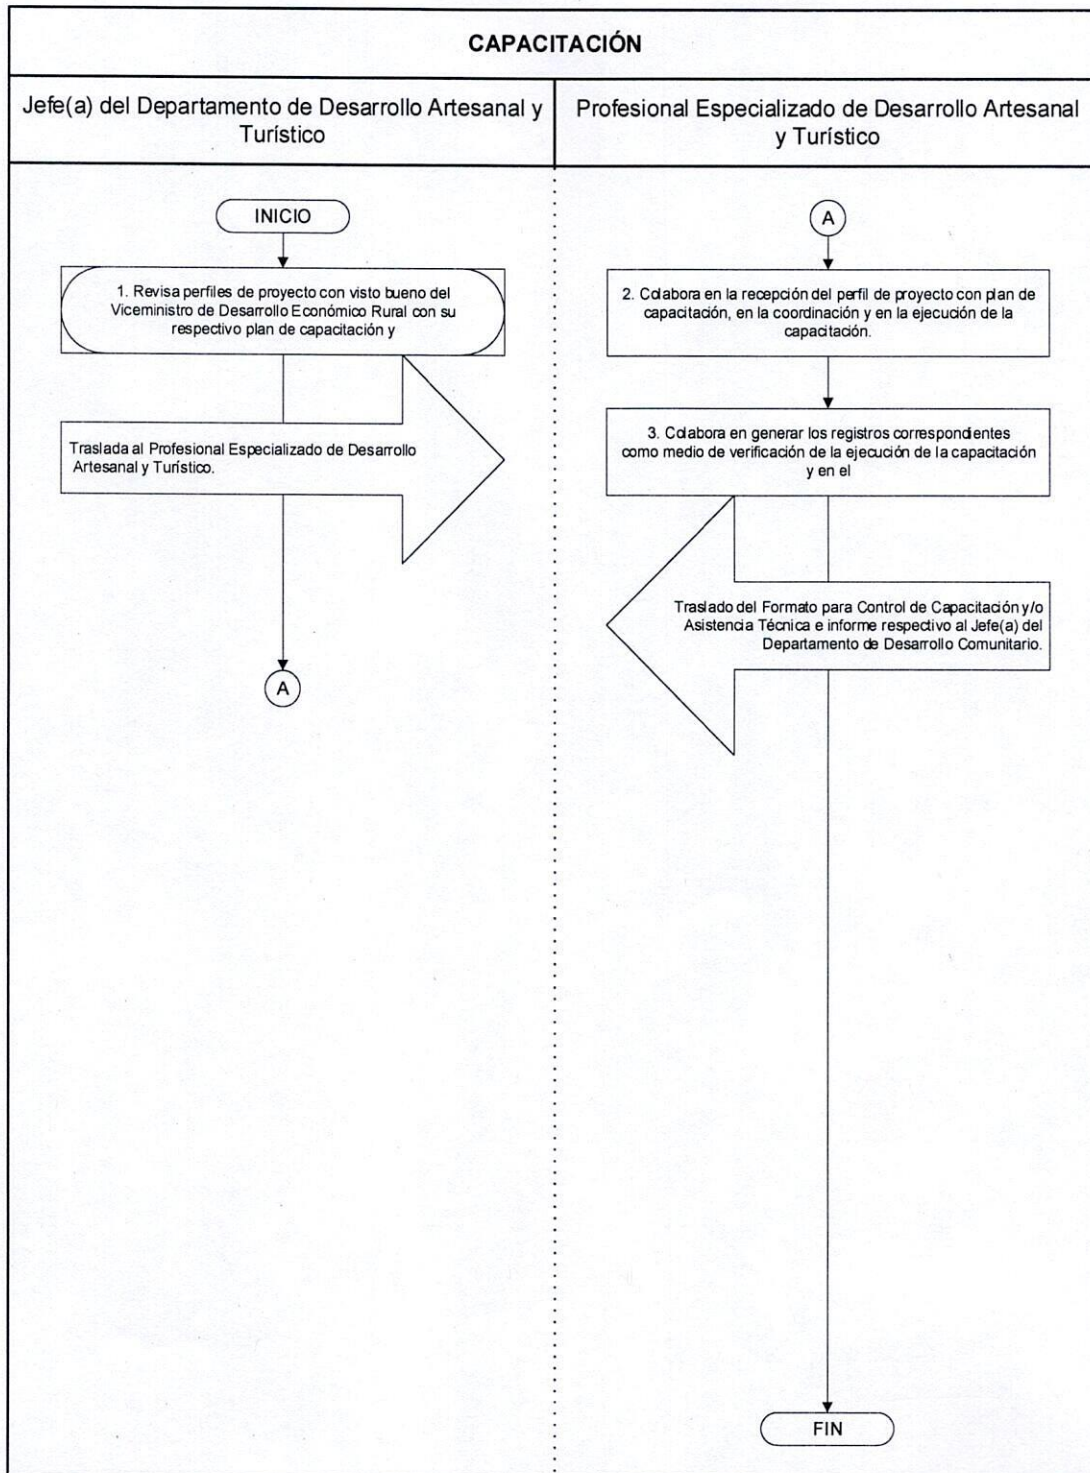 CAPACITACIÓN
Jefe(a) del Departamento de Desarrollo Artesanal y
Turístico
Profesional Especializado de Desarrollo Artesanal
y Turístico
INICIO
1. Revisa perfiles de proyecto con visto bueno del
Viceministro de Desarrollo Económico Rural con su
respectivo plan de capacitación y
Traslada al Profesional Especializado de Desarrollo
Artesanal y Turístico.
A
A
2. Colabora en la recepción del perfil de proyecto con plan de
capacitación, en la coordinación y en la ejecución de la
capacitación.
3. Colabora en generar los registros correspondientes
como medio de verificación de la ejecución de la capacitación
y en el
Traslado del Formato para Control de Capacitación y/o
Asistencia Técnica e informe respectivo al Jefe(a) del
Departamento de Desarrollo Comunitario.
FIN